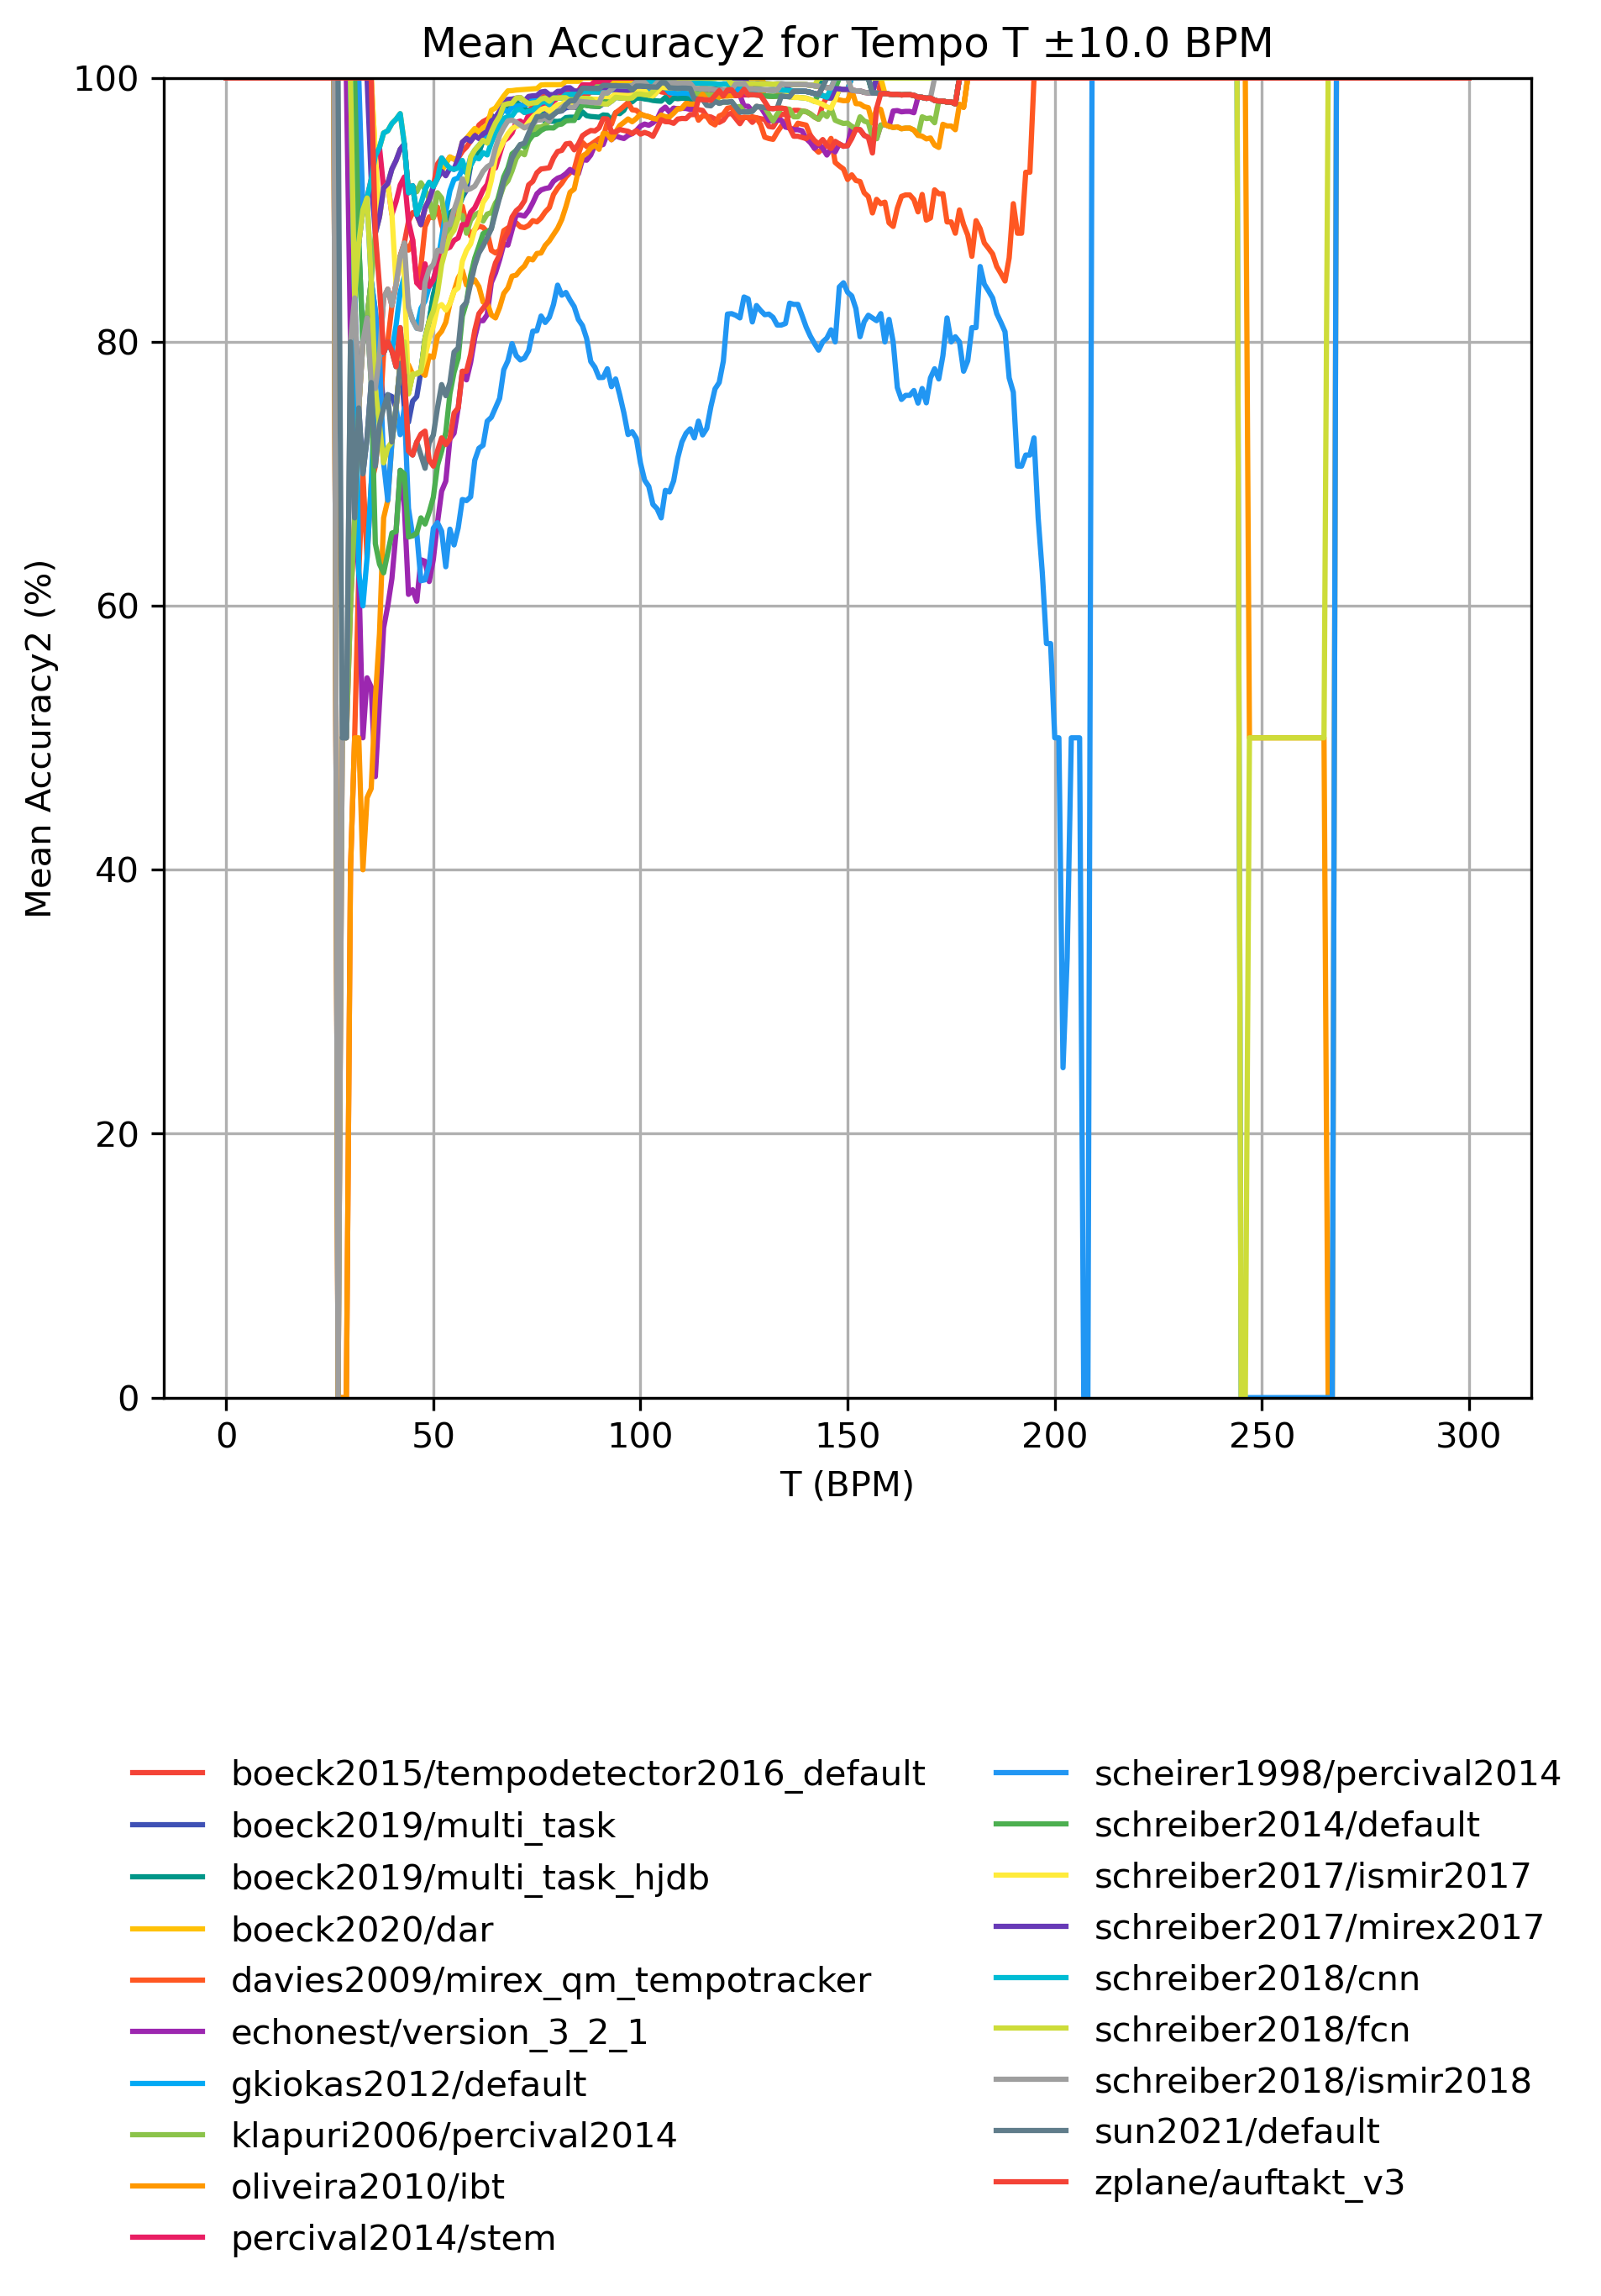 Mean Accuracy2 for Tempo T ±10.0 BPM
100
80
60
40
20
0
Mean Accuracy2 (%)
0 50 100 150 200 250 300
T (BPM)
boeck2015/tempodetector2016_default
boeck2019/multi_task
boeck2019/multi_task_hjdb
boeck2020/dar
davies2009/mirex_qm_tempotracker
echonest/version_3_2_1
gkiokas2012/default
klapuri2006/percival2014
oliveira2010/ibt
percival2014/stem
scheirer1998/percival2014
schreiber2014/default
schreiber2017/ismir2017
schreiber2017/mirex2017
schreiber2018/cnn
schreiber2018/fcn
schreiber2018/ismir2018
sun2021/default
zplane/auftakt_v3